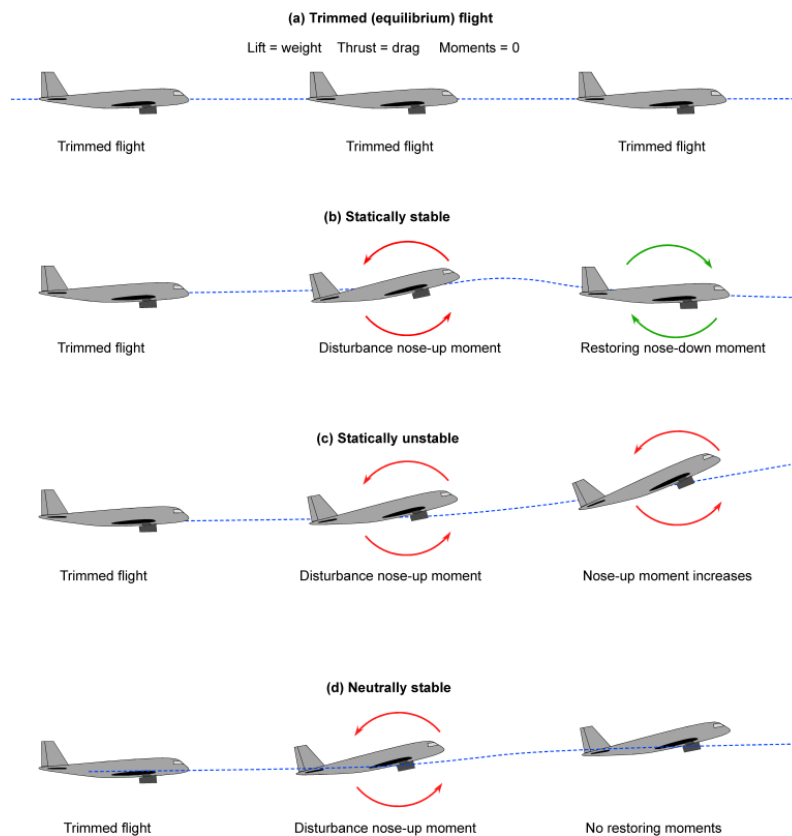 (a) Trimmed (equilibrium) flight
Lift = weight Thrust = drag Moments = 0
Trimmed flight
Trimmed flight
Trimmed flight
(b) Statically stable
Trimmed flight
Disturbance nose-up moment
Restoring nose-down moment
(c) Statically unstable
Trimmed flight
Disturbance nose-up moment
Nose-up moment increases
(d) Neutrally stable
Trimmed flight
Disturbance nose-up moment
No restoring moments